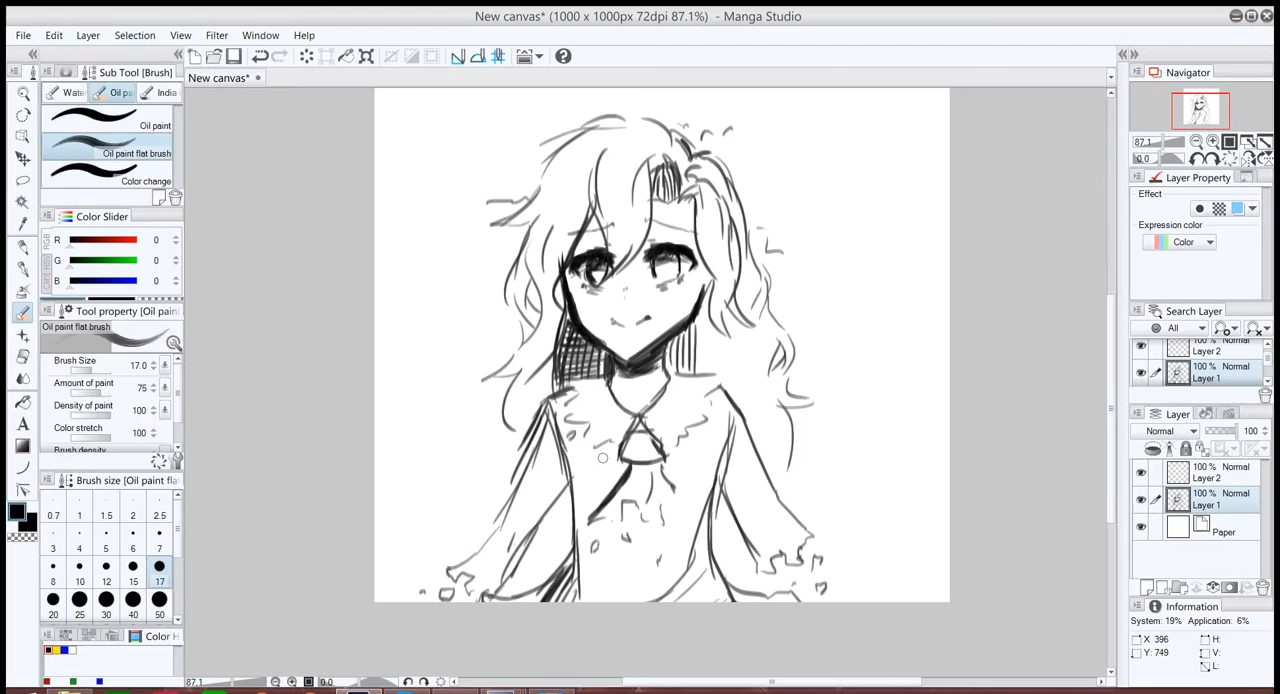 New canvas* (1000 x 1000px 72dpi 87.1%) - Manga Studio
File Edit Layer Selection View Filter Window Help
Sub Tool [Brush]
New canvas*
Navigator
Wate Oil pa India
Oil paint
Oil paint flat brush
Color change
87.1
0.0
Color Slider
R 0
G 0
B 0
RGB
HSV
Tool property [Oil paint
Oil paint flat brush
Brush Size 17.0
Amount of paint 75
Density of paint 100
Color stretch 100
Brush density
Brush size [Oil paint flat
0.7 1 1.5 2 2.5
3 4 5 6 7
8 10 12 15 17
20 25 30 40 50
Color H
87.1 0.0
Layer Property
Effect
Expression color
Color
Search Layer
All
100 % Normal
Layer 2
100 % Normal
Layer 1
Layer
Normal 100
100 % Normal
Layer 2
100 % Normal
Layer 1
Paper
Information
System: 19% Application: 6%
X 396 H:
Y: 749 V:
L: